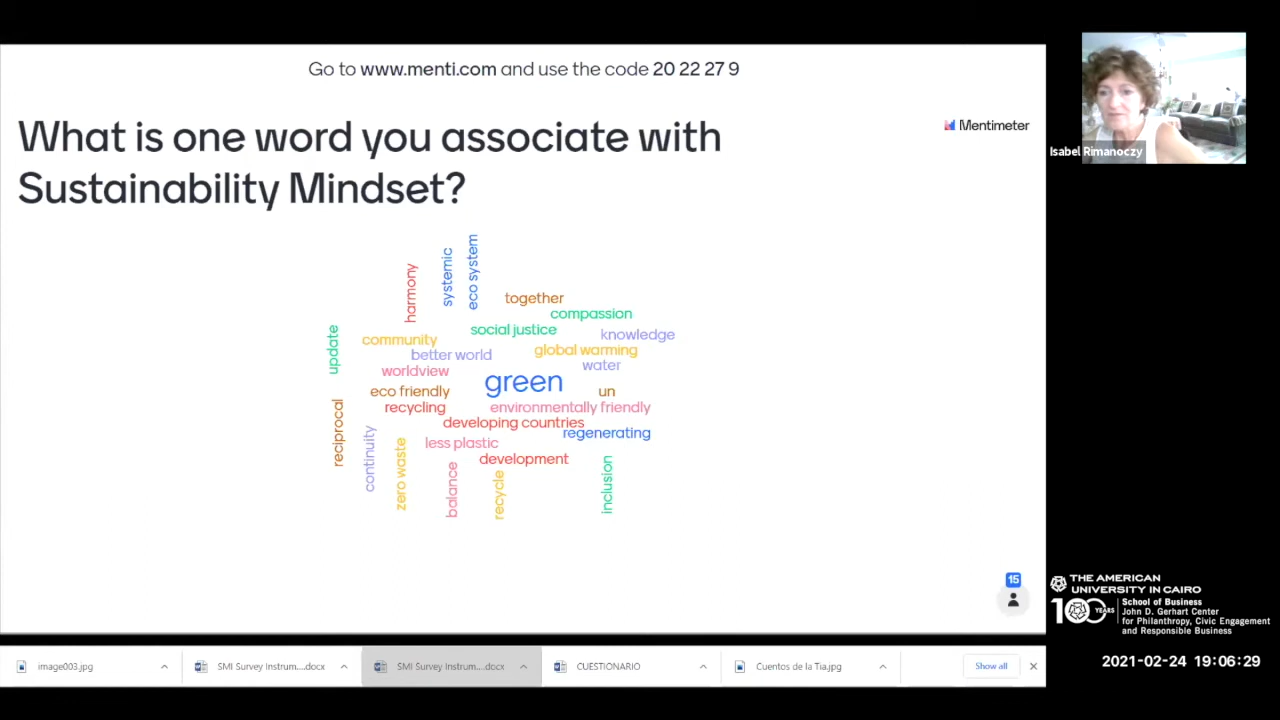 Go to www.menti.com and use the code 20 22 27 9
What is one word you associate with
Sustainability Mindset?
Mentimeter
Isabel Rimanoczy
harmony
systemic
eco system
together
compassion
social justice
knowledge
update
community
better world
global warming
water
worldview
green
eco friendly
un
recycling
environmentally friendly
developing countries
regenerating
reciprocal
continuity
less plastic
zero waste
development
balance
recycle
inclusion
15
THE AMERICAN
UNIVERSITY IN CAIRO
100 YEARS
School of Business
John D. Gerhart Center
for Philanthropy, Civic Engagement
and Responsible Business
2021-02-24 19:06:29
image003.jpg
SMI Survey Instrum....docx
SMI Survey Instrum....docx
CUESTIONARIO
Cuentos de la Tia.jpg
Show all